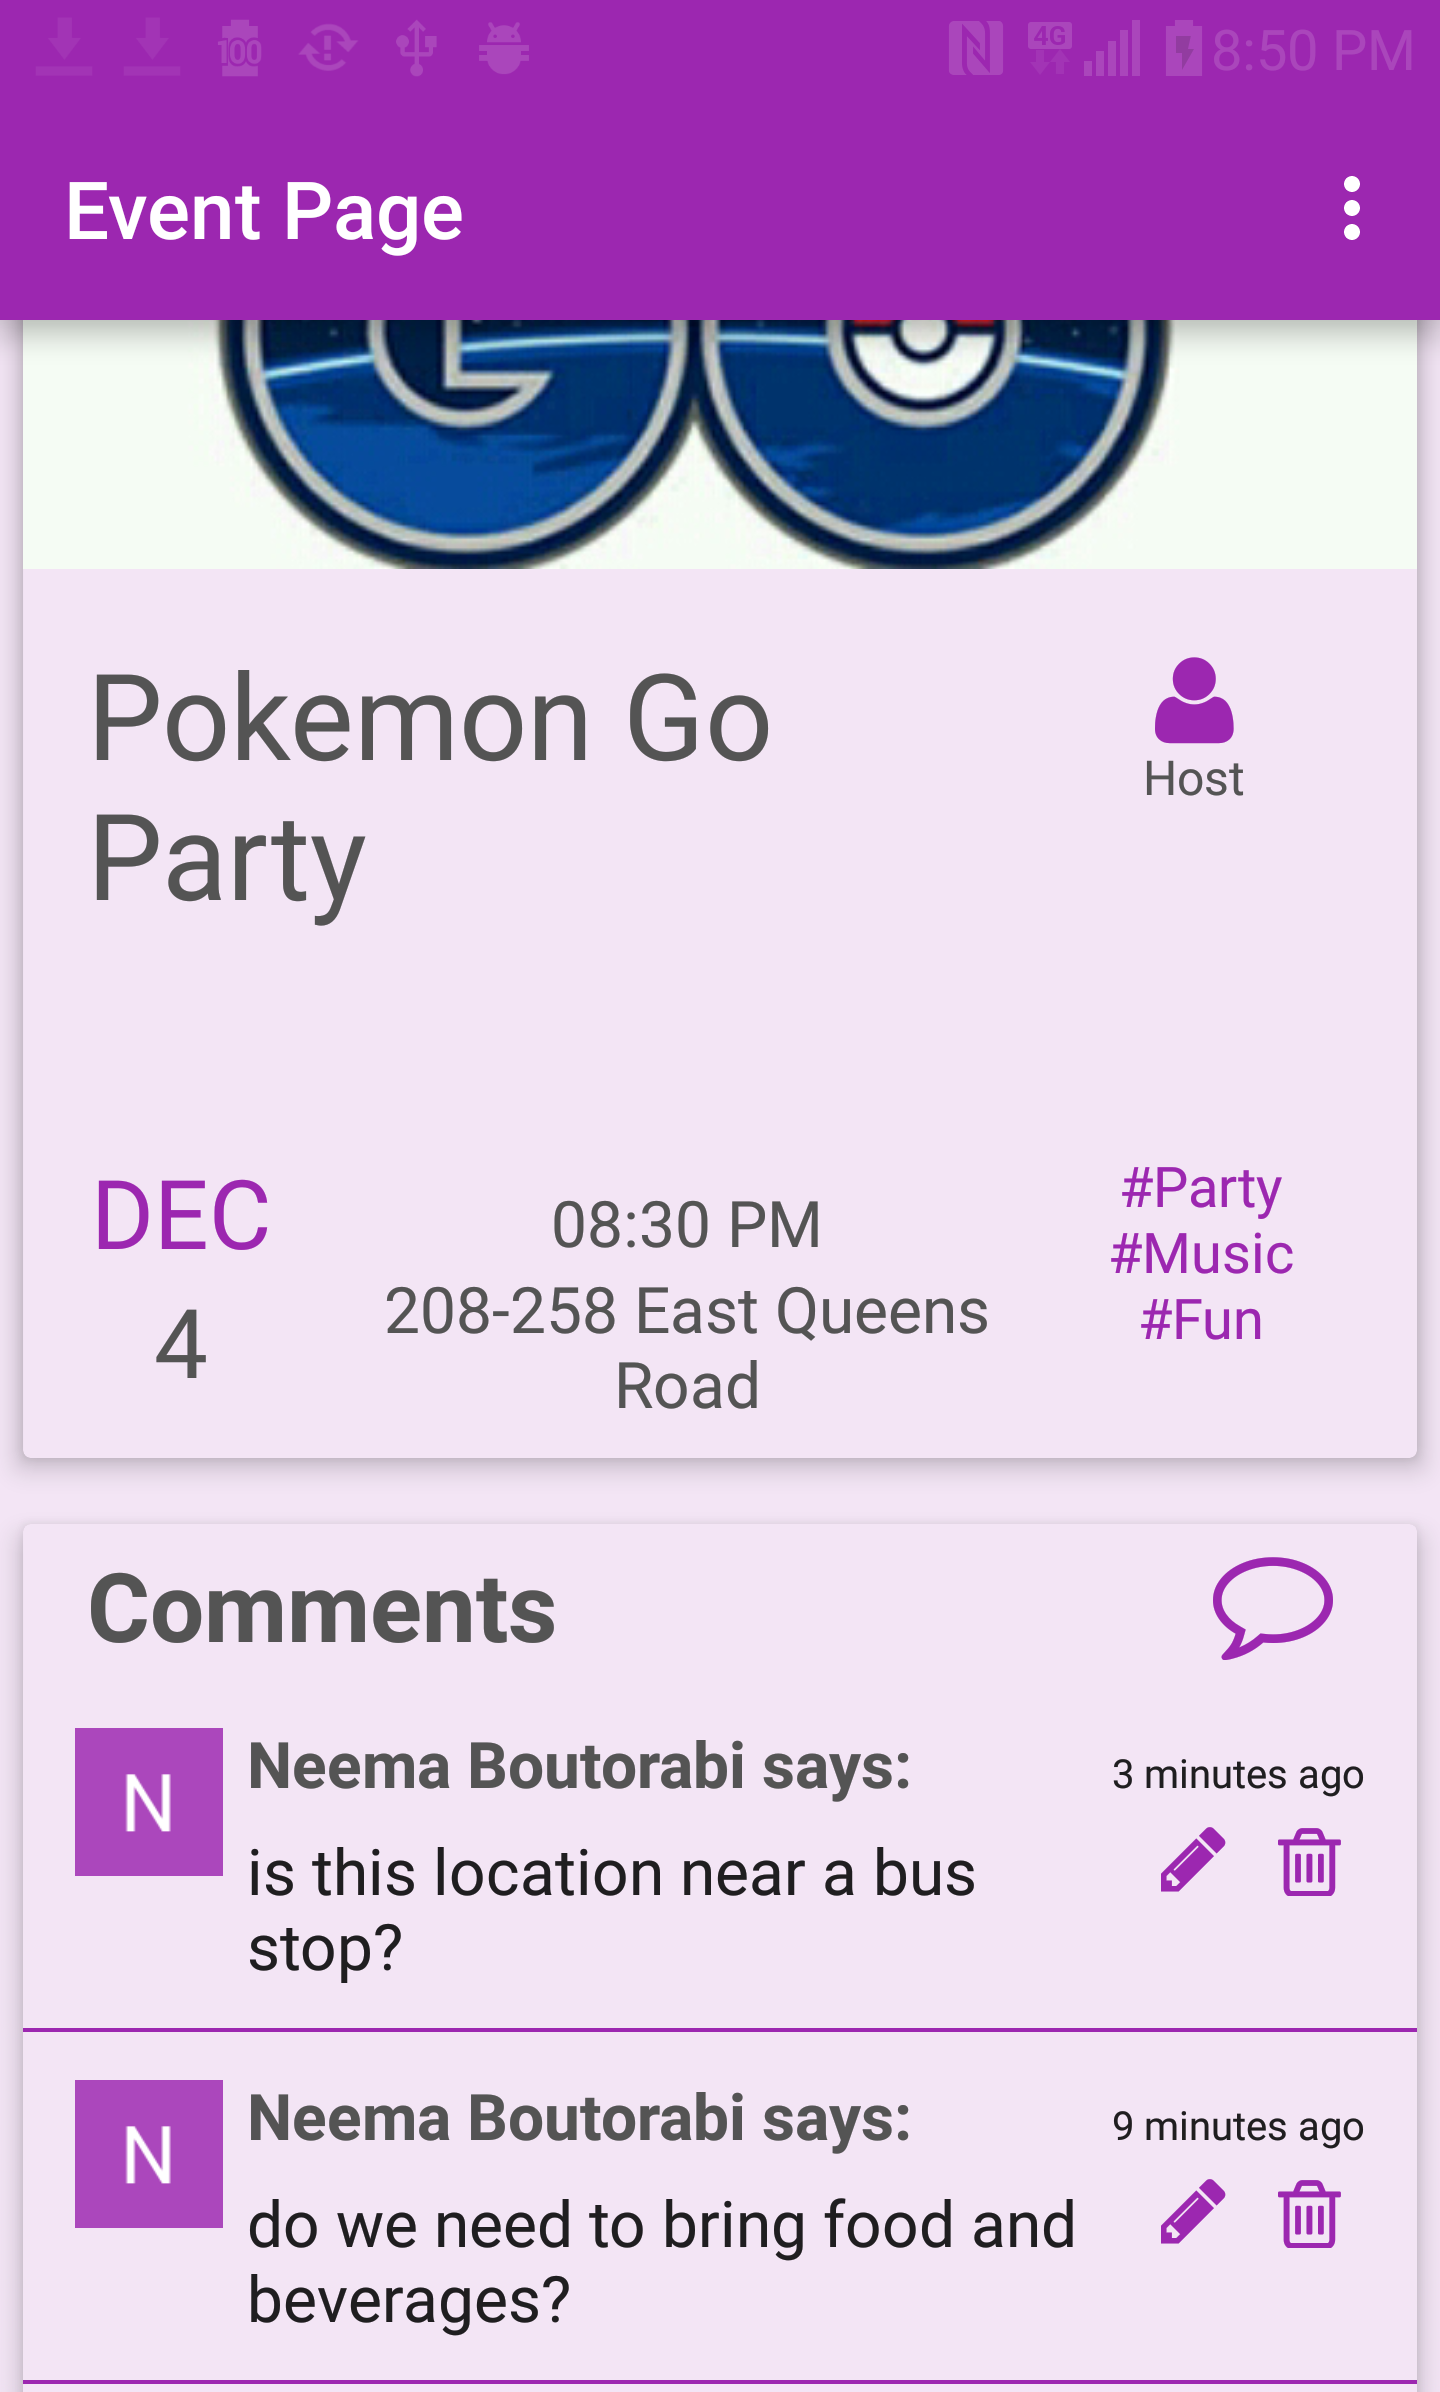 100
4G
8:50 PM
Event Page
GO
Pokemon Go
Party
Host
DEC
4
08:30 PM
208-258 East Queens
Road
#Party
#Music
#Fun
Comments
N
Neema Boutorabi says:
3 minutes ago
is this location near a bus
stop?
N
Neema Boutorabi says:
9 minutes ago
do we need to bring food and
beverages?